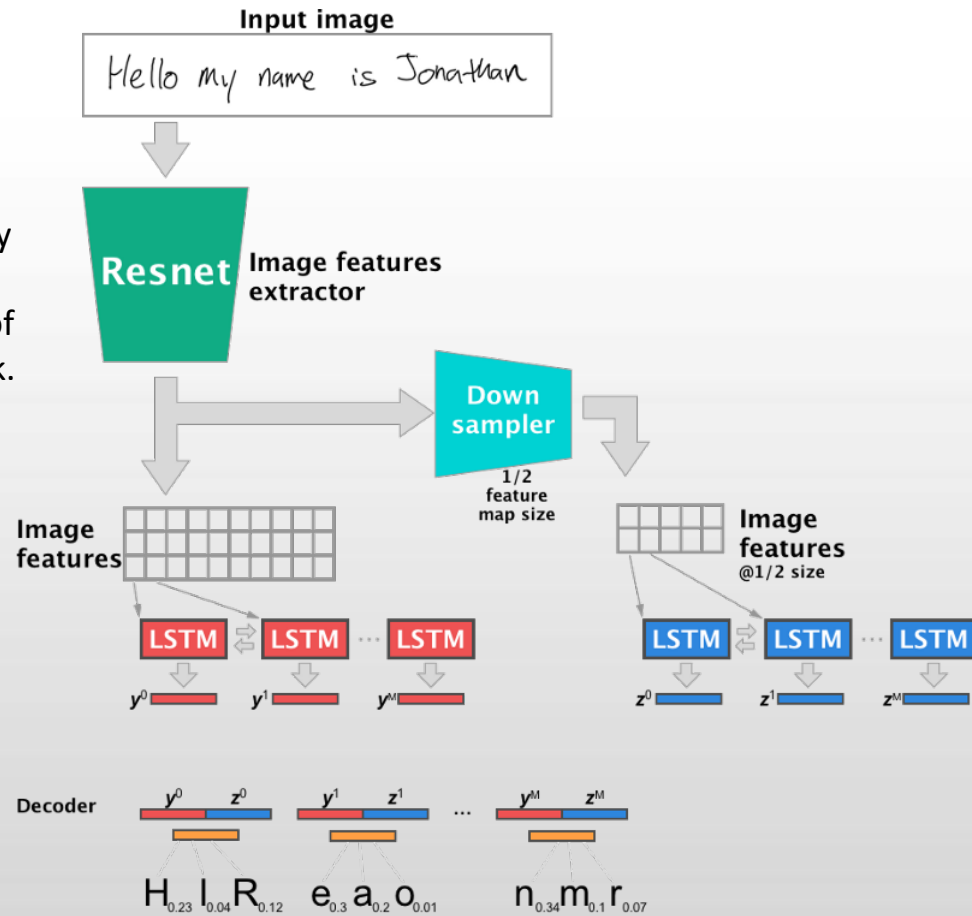 Input image
Hello my name is Jonathan
y
of
k.
Resnet
Image features
extractor
Down
sampler
1/2
feature
map size
Image
features
Image
features
@1/2 size
LSTM LSTM ... LSTM
LSTM LSTM ... LSTM
y⁰ y¹ yᴹ
z⁰ z¹ zᴹ
Decoder
y⁰ z⁰ y¹ z¹ ... yᴹ zᴹ
H0.23 l0.04 R0.12 e0.3 a0.2 o0.01 n0.34 m0.1 r0.07